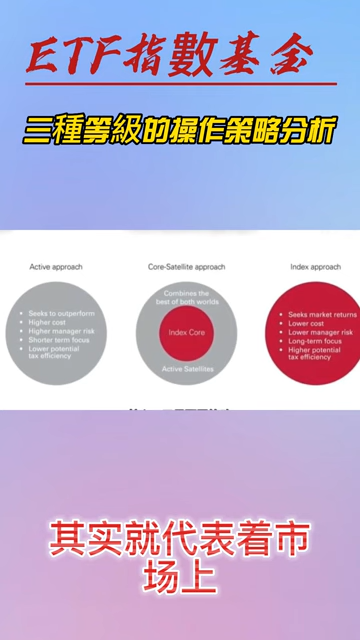 ETF指數基金
三種等級的操作策略分析
Active approach
Core-Satellite approach
Index approach
Seeks to outperform
Higher cost
Higher manager risk
Shorter term focus
Lower potential
tax efficiency
Combines the
best of both worlds
Index Core
Active Satellites
Seeks market returns
Lower cost
Lower manager risk
Long-term focus
Higher potential
tax efficiency
其实就代表着市
场上